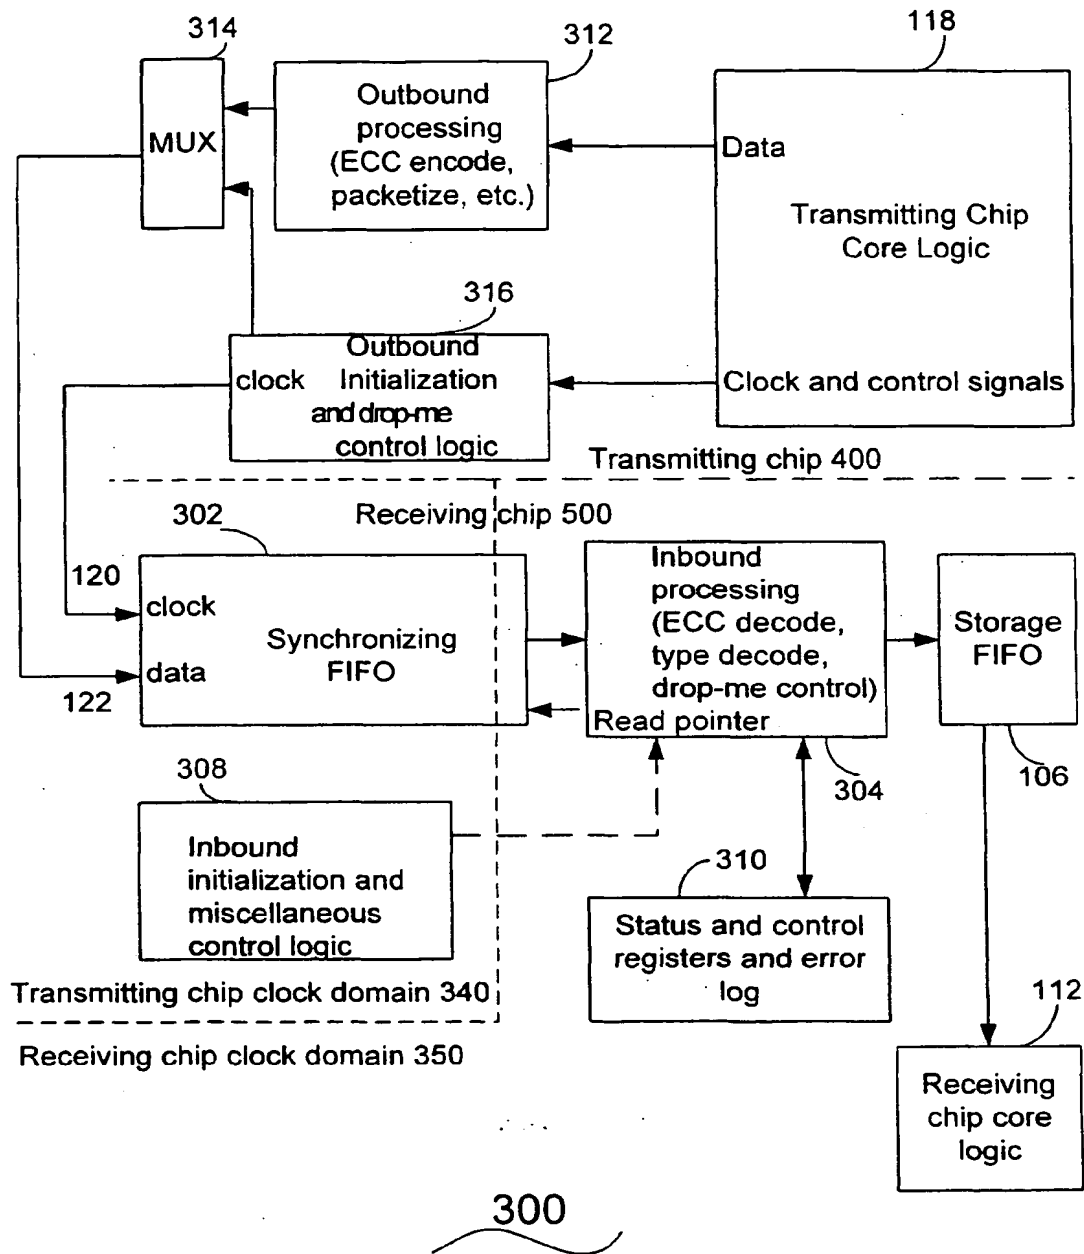 314
312
118
MUX
Outbound
processing
(ECC encode,
packetize, etc.)
Data
Transmitting Chip
Core Logic
316
clock
Outbound
Initialization
and drop-me
control logic
Clock and control signals
Transmitting chip 400
Receiving chip 500
302
120
clock
data
122
Synchronizing
FIFO
Inbound
processing
(ECC decode,
type decode,
drop-me control)
Read pointer
Storage
FIFO
308
304
106
Inbound
initialization and
miscellaneous
control logic
310
Status and control
registers and error
log
Transmitting chip clock domain 340
Receiving chip clock domain 350
112
Receiving
chip core
logic
300